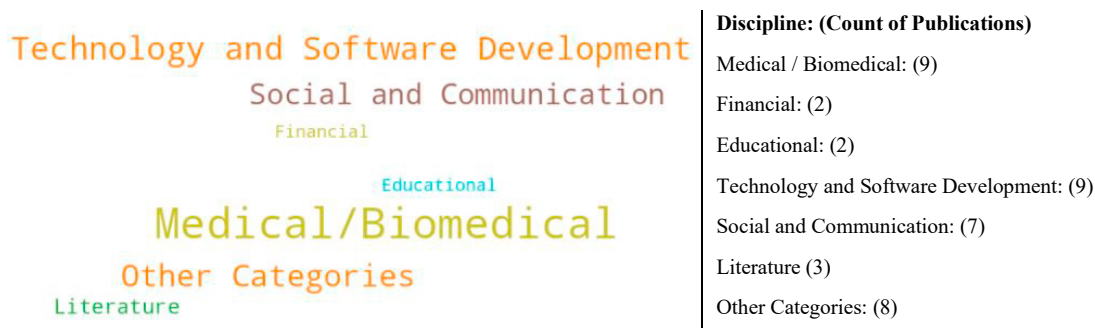 Technology and Software Development
Social and Communication
Financial
Educational
Medical/Biomedical
Other Categories
Literature
Discipline: (Count of Publications)
Medical / Biomedical: (9)
Financial: (2)
Educational: (2)
Technology and Software Development: (9)
Social and Communication: (7)
Literature (3)
Other Categories: (8)